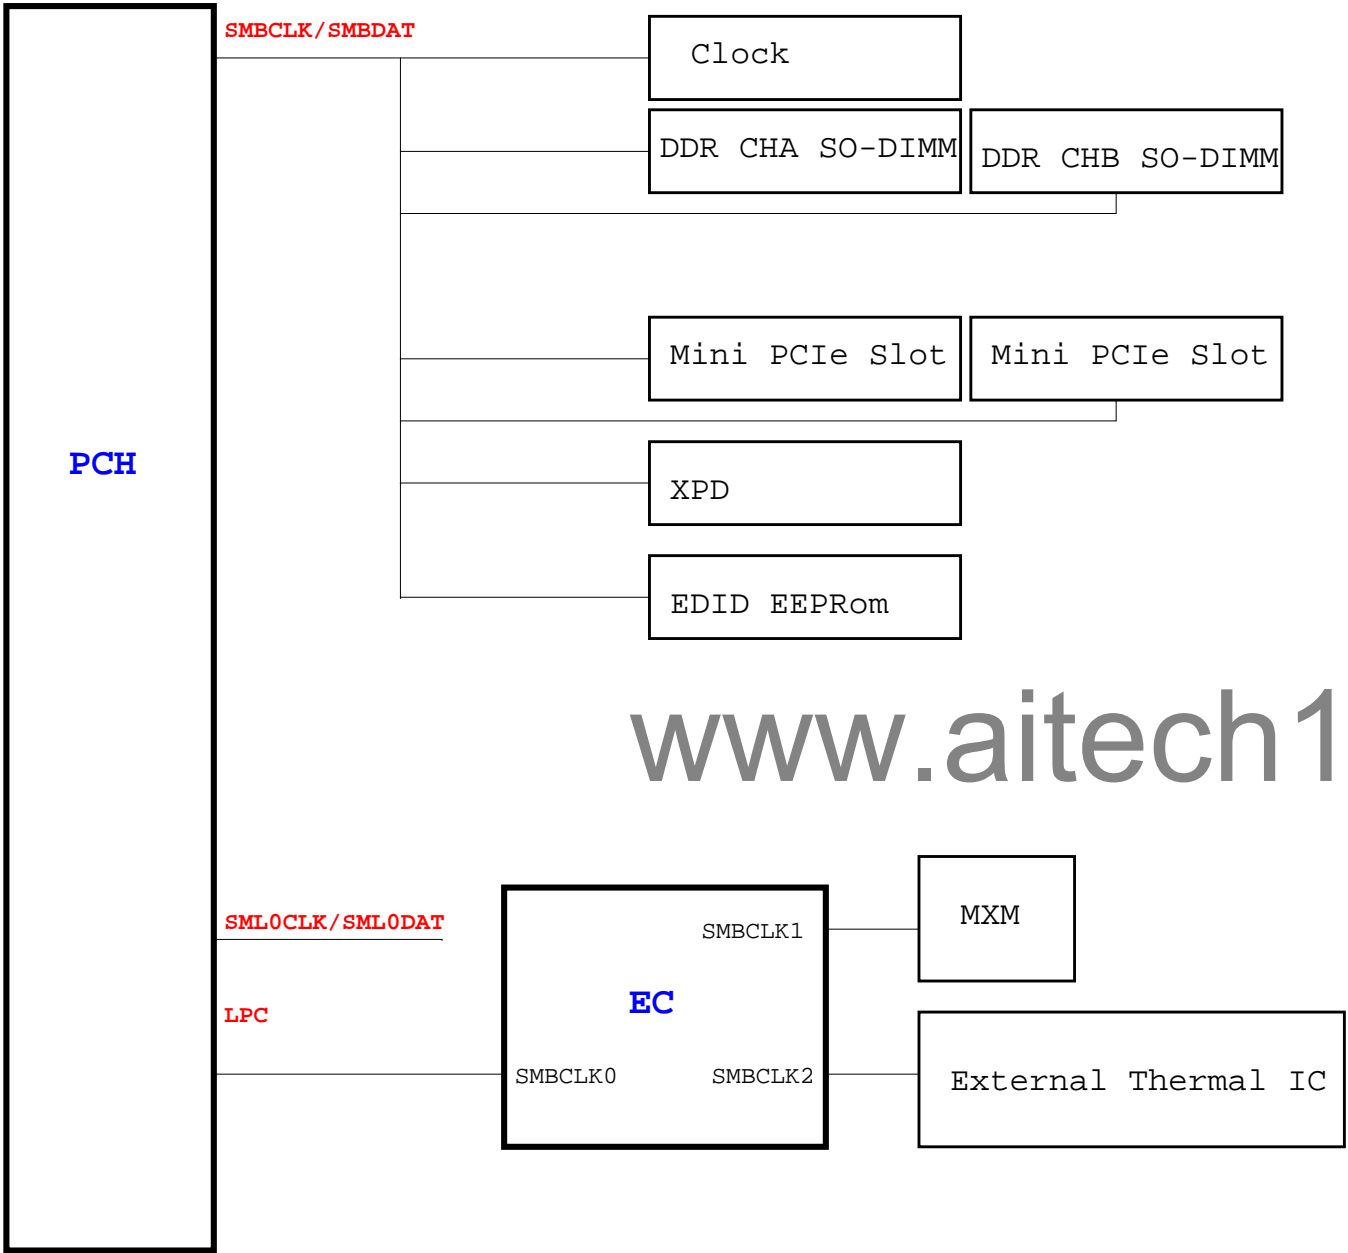 SMBCLK/SMBDAT
Clock
DDR CHA SO-DIMM
DDR CHB SO-DIMM
Mini PCIe Slot
Mini PCIe Slot
PCH
XPD
EDID EEPRom
www.aitech1
SML0CLK/SML0DAT
SMBCLK1
MXM
EC
LPC
SMBCLK0
SMBCLK2
External Thermal IC